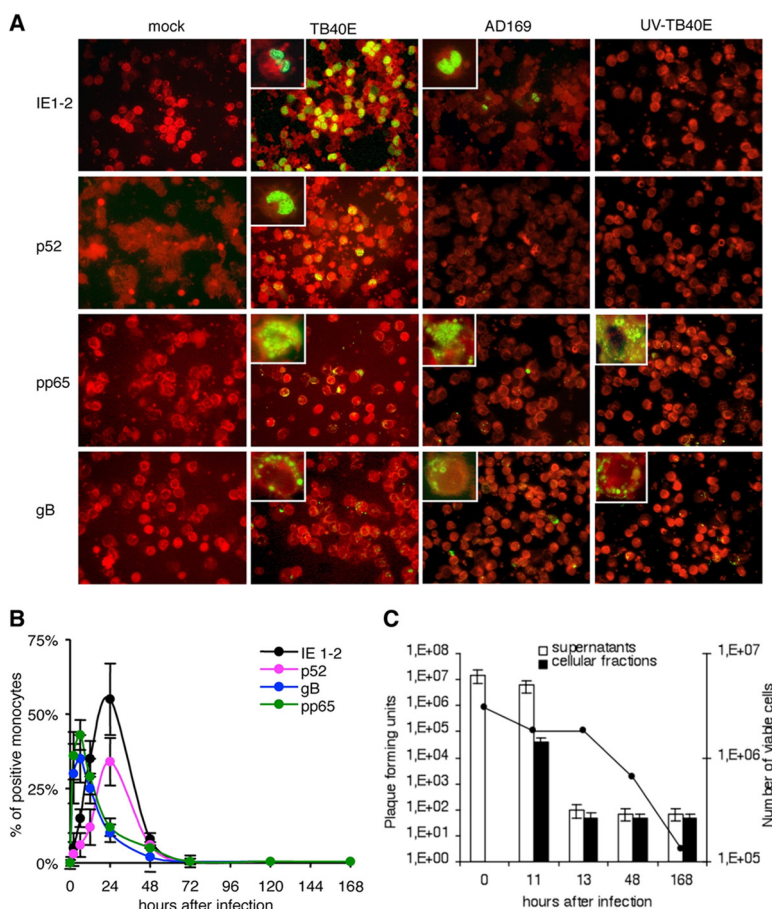 A
mock TB40E AD169 UV-TB40E
IE1-2
p52
pp65
gB
B
75%
50%
25%
0%
% of positive monocytes
IE 1-2
p52
gB
pp65
0 24 48 72 96 120 144 168
hours after infection
C
supernatants
cellular fractions
1,E+08
1,E+07
1,E+06
1,E+05
1,E+04
1,E+03
1,E+02
1,E+01
1,E+00
Plaque forming units
1,E+07
1,E+06
1,E+05
Number of viable cells
0 11 13 48 168
hours after infection